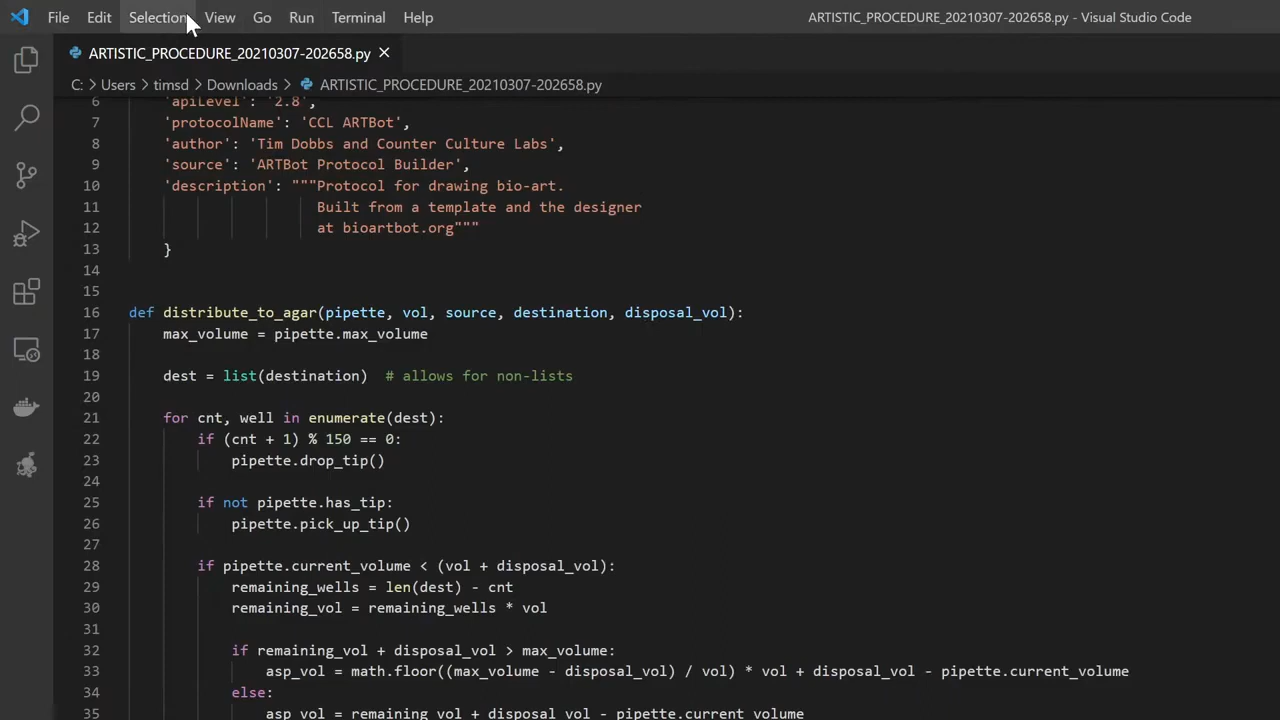 File Edit Selection View Go Run Terminal Help ARTISTIC_PROCEDURE_20210307-202658.py - Visual Studio Code
ARTISTIC_PROCEDURE_20210307-202658.py
C: > Users > timsd > Downloads > ARTISTIC_PROCEDURE_20210307-202658.py
6 'apiLevel': '2.8',
7 'protocolName': 'CCL ARTBot',
8 'author': 'Tim Dobbs and Counter Culture Labs',
9 'source': 'ARTBot Protocol Builder',
10 'description': """Protocol for drawing bio-art.
11 Built from a template and the designer
12 at bioartbot.org"""
13 }
14
15
16 def distribute_to_agar(pipette, vol, source, destination, disposal_vol):
17 max_volume = pipette.max_volume
18
19 dest = list(destination) # allows for non-lists
20
21 for cnt, well in enumerate(dest):
22 if (cnt + 1) % 150 == 0:
23 pipette.drop_tip()
24
25 if not pipette.has_tip:
26 pipette.pick_up_tip()
27
28 if pipette.current_volume < (vol + disposal_vol):
29 remaining_wells = len(dest) - cnt
30 remaining_vol = remaining_wells * vol
31
32 if remaining_vol + disposal_vol > max_volume:
33 asp_vol = math.floor((max_volume - disposal_vol) / vol) * vol + disposal_vol - pipette.current_volume
34 else:
35 asp_vol = remaining_vol + disposal_vol - pipette.current_volume